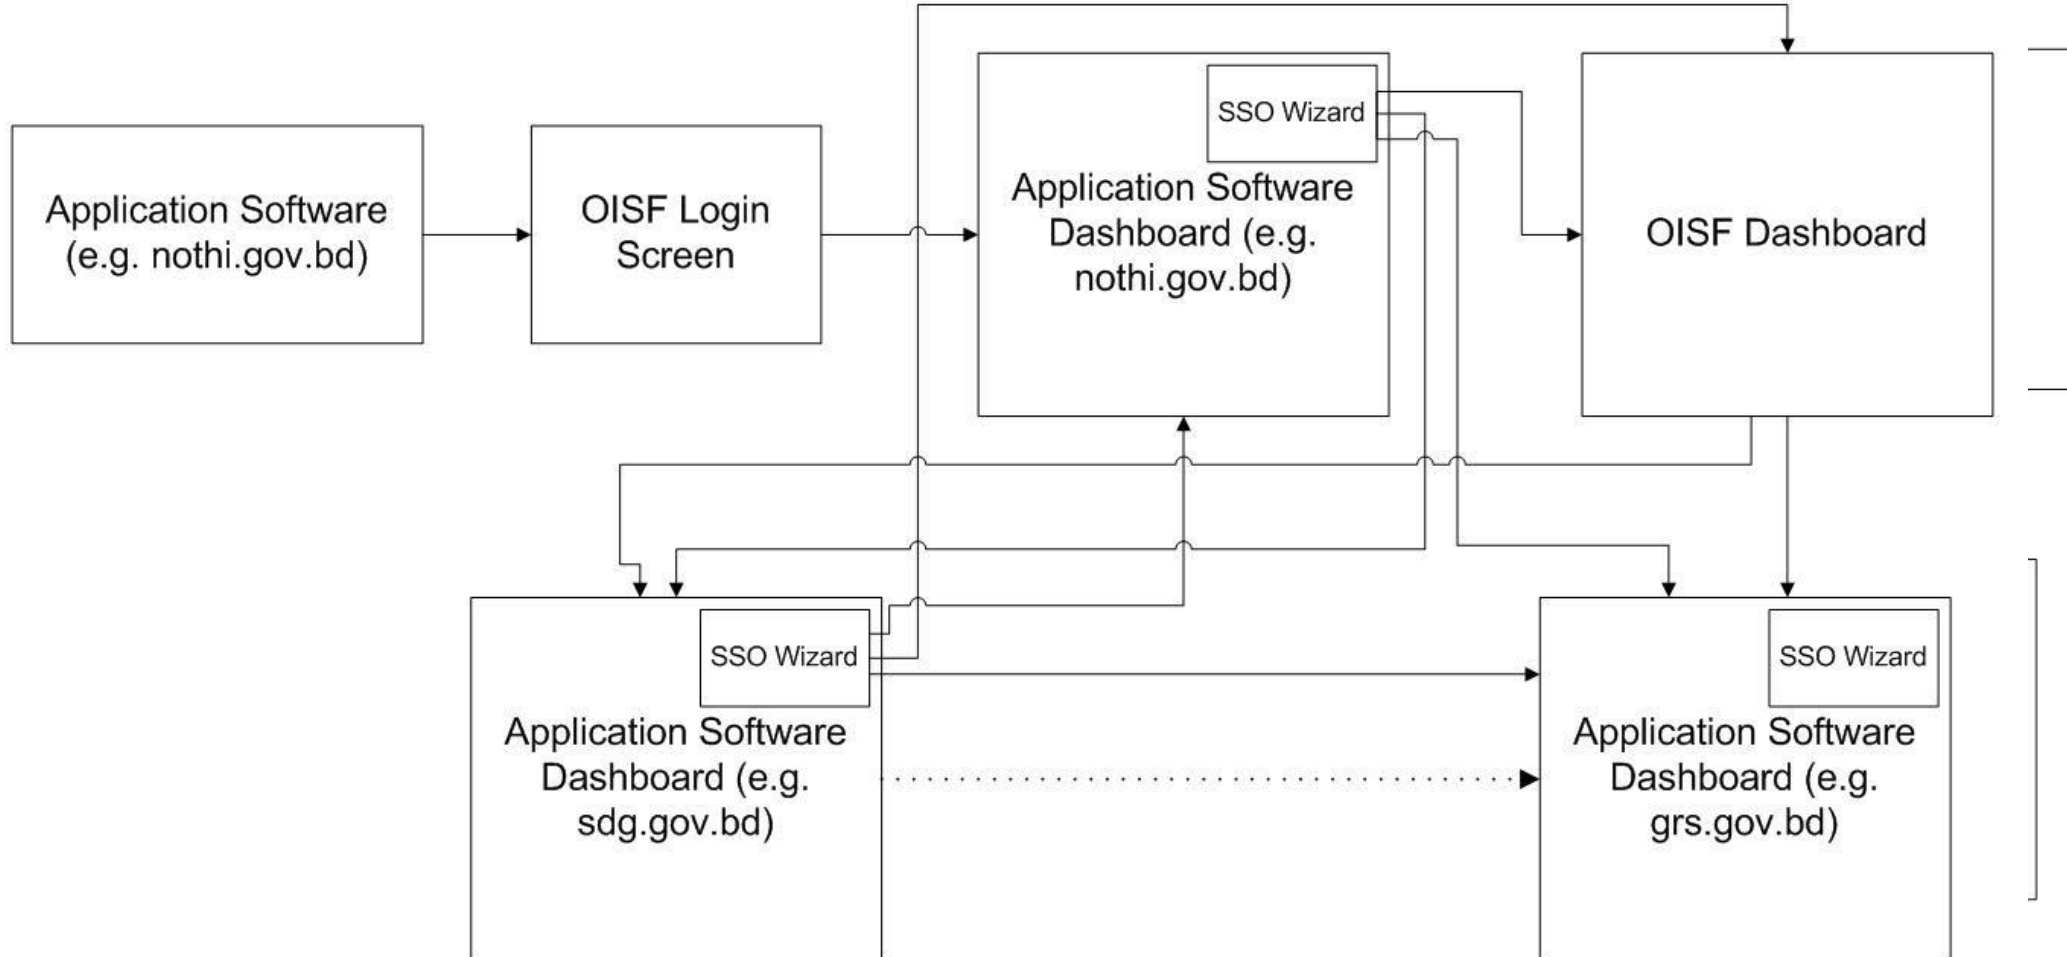 Application Software
(e.g. nothi.gov.bd)
OISF Login
Screen
SSO Wizard
Application Software
Dashboard (e.g.
nothi.gov.bd)
OISF Dashboard
SSO Wizard
Application Software
Dashboard (e.g.
sdg.gov.bd)
SSO Wizard
Application Software
Dashboard (e.g.
grs.gov.bd)